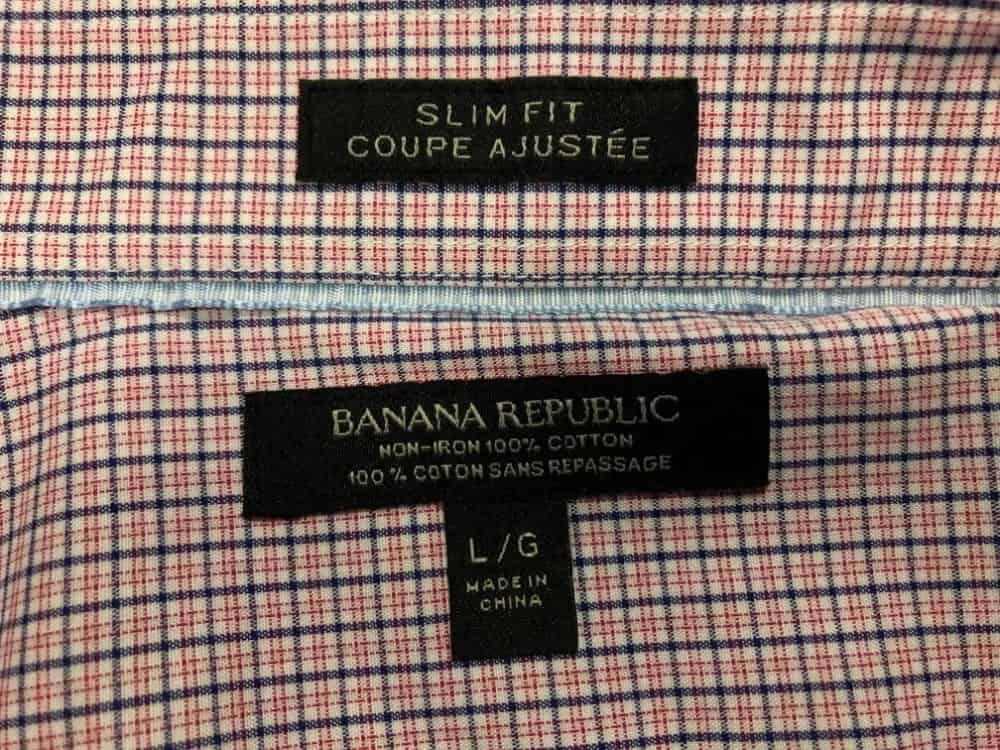 SLIM FIT
COUPE AJUSTÉE
BANANA REPUBLIC
NON-IRON 100% COTTON
100% COTON SANS REPASSAGE
L/G
MADE IN
CHINA